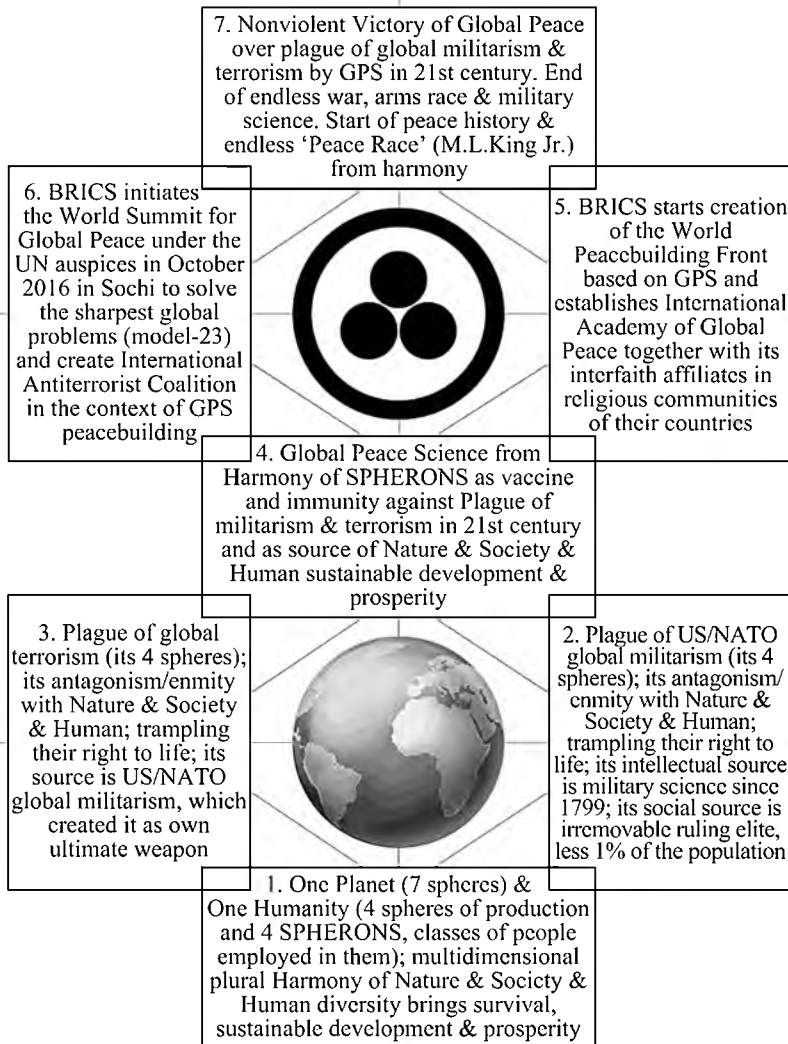 7. Nonviolent Victory of Global Peace
over plague of global militarism &
terrorism by GPS in 21st century. End
of endless war, arms race & military
science. Start of peace history &
endless ‘Peace Race’ (M.L.King Jr.)
from harmony
6. BRICS initiates
the World Summit for
Global Peace under the
UN auspices in October
2016 in Sochi to solve
the sharpest global
problems (model-23)
and create International
Antiterrorist Coalition
in the context of GPS
peacebuilding
5. BRICS starts creation
of the World
Peacebuilding Front
based on GPS and
establishes International
Academy of Global
Peace together with its
interfaith affiliates in
religious communities
of their countries
4. Global Peace Science from
Harmony of SPHERONS as vaccine
and immunity against Plague of
militarism & terrorism in 21st century
and as source of Nature & Society &
Human sustainable development &
prosperity
3. Plague of global
terrorism (its 4 spheres);
its antagonism/enmity
with Nature & Society
& Human; trampling
their right to life; its
source is US/NATO
global militarism, which
created it as own
ultimate weapon
2. Plague of US/NATO
global militarism (its 4
spheres); its antagonism/
enmity with Nature &
Society & Human;
trampling their right to
life; its intellectual source
is military science since
1799; its social source is
irremovable ruling elite,
less 1% of the population
1. One Planet (7 spheres) &
One Humanity (4 spheres of production
and 4 SPHERONS, classes of people
employed in them); multidimensional
plural Harmony of Nature & Society &
Human diversity brings survival,
sustainable development & prosperity